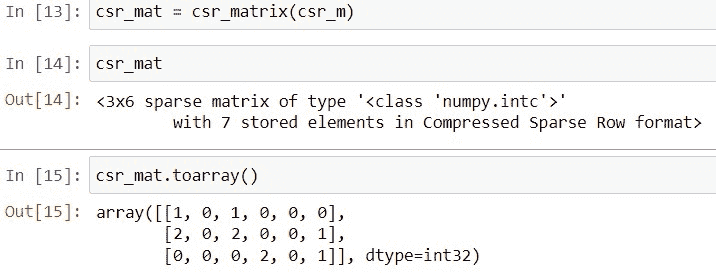 In [13]: csr_mat = csr_matrix(csr_m)
In [14]: csr_mat
Out[14]: <3x6 sparse matrix of type '<class 'numpy.intc'>'
with 7 stored elements in Compressed Sparse Row format>
In [15]: csr_mat.toarray()
Out[15]: array([[1, 0, 1, 0, 0, 0],
[2, 0, 2, 0, 0, 1],
[0, 0, 0, 2, 0, 1]], dtype=int32)